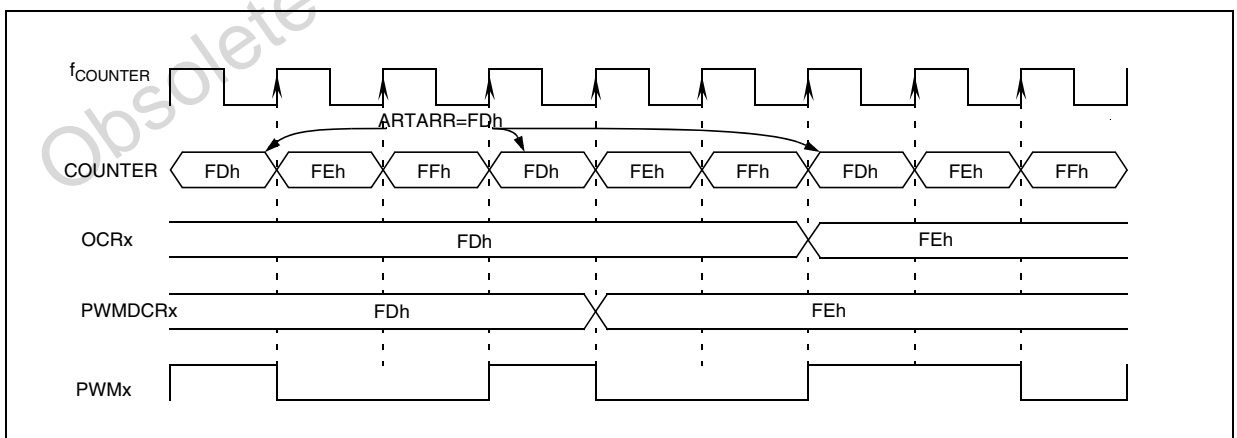 Obsolete
fCOUNTER
ARTARR=FDh
COUNTER FDh FEh FFh FDh FEh FFh FDh FEh FFh
OCRx FDh FEh
PWMDCRx FDh FEh
PWMx